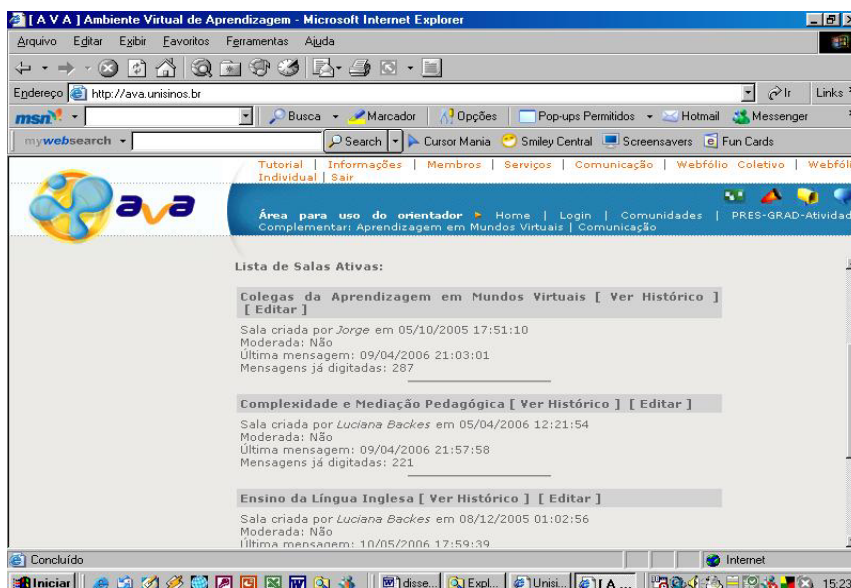 [ A V A ] Ambiente Virtual de Aprendizagem - Microsoft Internet Explorer
Arquivo Editar Exibir Favoritos Ferramentas Ajuda
Endereço http://ava.unisinos.br Ir Links
msn Busca Marcador Opções Pop-ups Permitidos Hotmail Messenger
mywebsearch Search Cursor Mania Smiley Central Screensavers Fun Cards
Tutorial | Informações | Membros | Serviços | Comunicação | Webfólio Coletivo | Webfóli
Individual | Sair
ava
Área para uso do orientador Home | Login | Comunidades | PRES-GRAD-Atividad
Complementar: Aprendizagem em Mundos Virtuais | Comunicação
Lista de Salas Ativas:
Colegas da Aprendizagem em Mundos Virtuais [ Ver Histórico ]
[ Editar ]
Sala criada por Jorge em 05/10/2005 17:51:10
Moderada: Não
Última mensagem: 09/04/2006 21:03:01
Mensagens já digitadas: 287
Complexidade e Mediação Pedagógica [ Ver Histórico ] [ Editar ]
Sala criada por Luciana Backes em 05/04/2006 12:21:54
Moderada: Não
Última mensagem: 09/04/2006 21:57:58
Mensagens já digitadas: 221
Ensino da Língua Inglesa [ Ver Histórico ] [ Editar ]
Sala criada por Luciana Backes em 08/12/2005 01:02:56
Moderada: Não
Última mensagem: 10/05/2006 17:59:39
Concluído Internet
Iniciar disse... Expl... Unisi... [ A ... 15:23